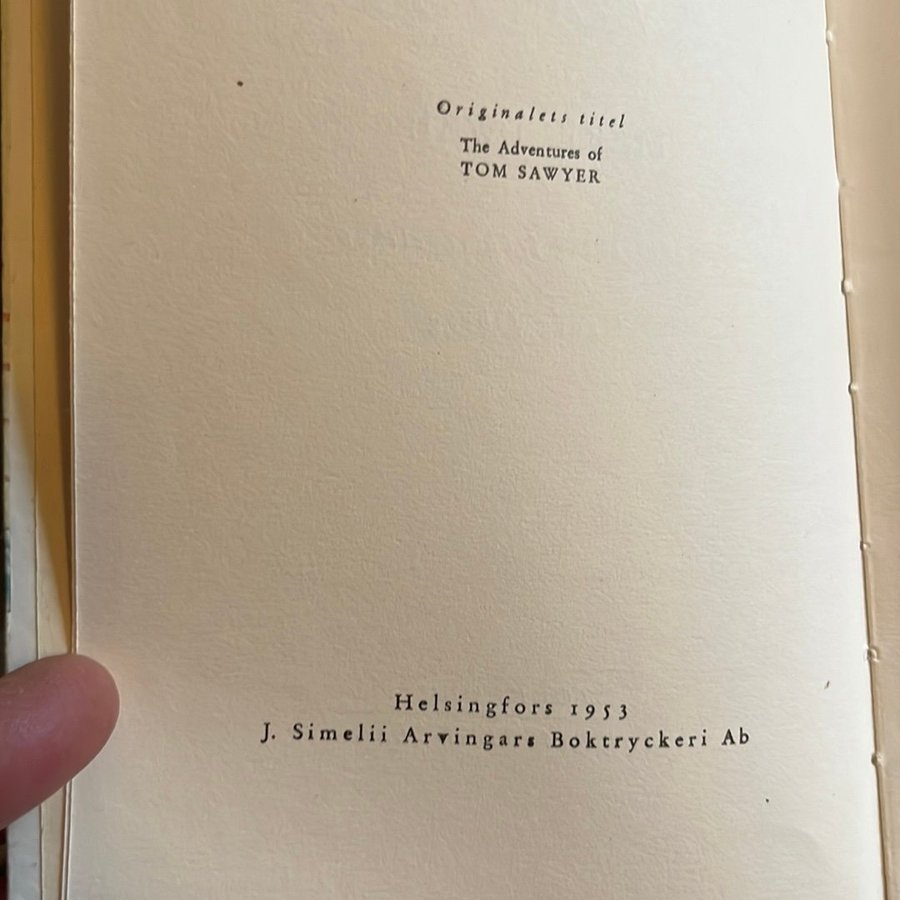 Originalets titel
The Adventures of
TOM SAWYER
Helsingfors 1953
J. Simelii Arvingars Boktryckeri Ab